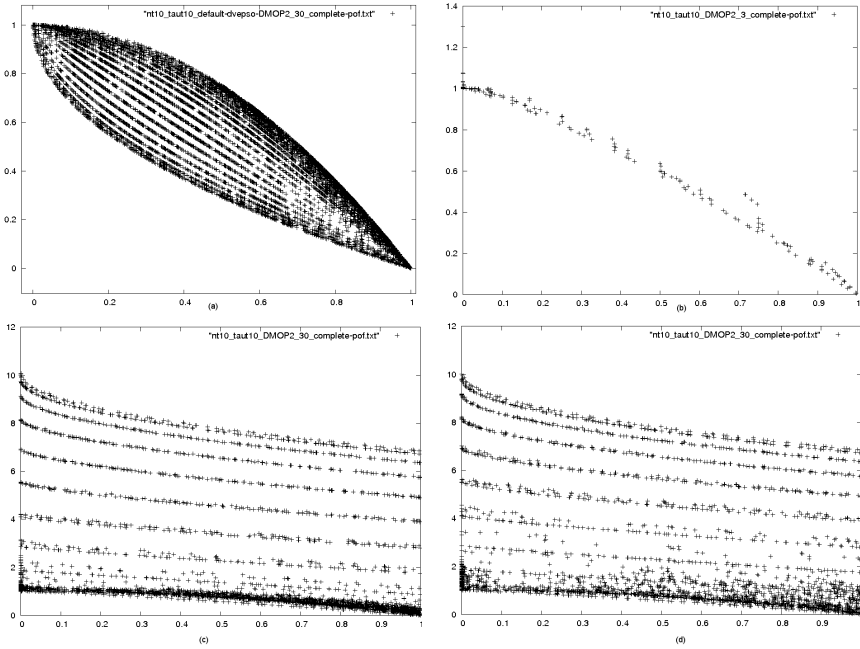 "nt10_taut10_default-dvepso-DMOP2_30_complete-pof.txt" +
1
0.8
0.6
0.4
0.2
0
0 0.2 0.4 0.6 0.8 1
(a)
"nt10_taut10_DMOP2_3_complete-pof.txt" +
1.4
1.2
1
0.8
0.6
0.4
0.2
0
0 0.1 0.2 0.3 0.4 0.5 0.6 0.7 0.8 0.9 1
(b)
"nt10_taut10_DMOP2_30_complete-pof.txt" +
12
10
8
6
4
2
0
0 0.1 0.2 0.3 0.4 0.5 0.6 0.7 0.8 0.9 1
(c)
"nt10_taut10_DMOP2_30_complete-pof.txt" +
12
10
8
6
4
2
0
0 0.1 0.2 0.3 0.4 0.5 0.6 0.7 0.8 0.9 1
(d)